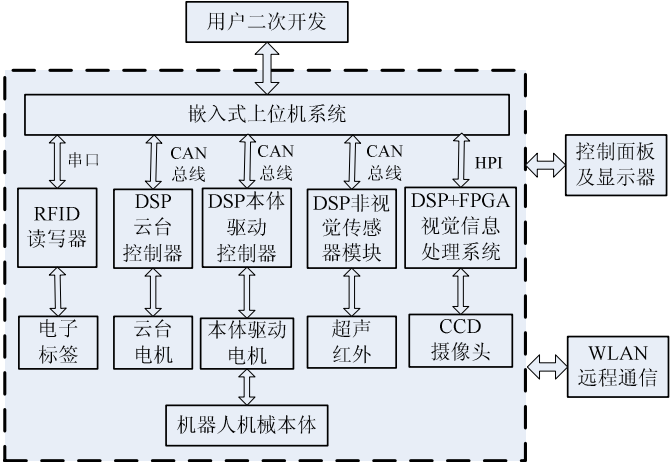 用户二次开发
嵌入式上位机系统
串口
CAN
总线
CAN
总线
CAN
总线
HPI
控制面板
及显示器
RFID
读写器
DSP
云台
控制器
DSP本体
驱动
控制器
DSP非视
觉传感
器模块
DSP+FPGA
视觉信息
处理系统
电子
标签
云台
电机
本体驱动
电机
超声
红外
CCD
摄像头
WLAN
远程通信
机器人机械本体